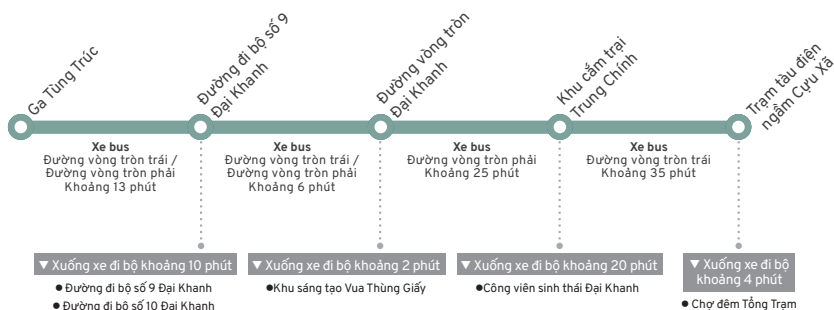 Ga Tùng Trúc
Đường đi bộ số 9
Đại Khanh
Đường vòng tròn
Đại Khanh
Khu cắm trại
Trung Chính
Trạm tàu điện
ngầm Cựu Xã
Xe bus
Đường vòng tròn trái /
Đường vòng tròn phải
Khoảng 13 phút
Xe bus
Đường vòng tròn trái /
Đường vòng tròn phải
Khoảng 6 phút
Xe bus
Đường vòng tròn phải
Khoảng 25 phút
Xe bus
Đường vòng tròn trái
Khoảng 35 phút
▼ Xuống xe đi bộ khoảng 10 phút
● Đường đi bộ số 9 Đại Khanh
● Đường đi bộ số 10 Đại Khanh
▼ Xuống xe đi bộ khoảng 2 phút
●Khu sáng tạo Vua Thùng Giấy
▼ Xuống xe đi bộ khoảng 20 phút
●Công viên sinh thái Đại Khanh
▼ Xuống xe đi bộ
khoảng 4 phút
● Chợ đêm Tổng Trạm